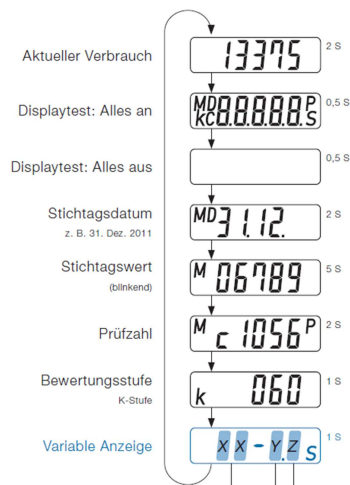 Aktueller Verbrauch 13375 2 S
Displaytest: Alles an MD kC 8.8.8.8.8. P S 0,5 S
Displaytest: Alles aus 0,5 S
Stichtagsdatum MD 31.12. 2 S
z. B. 31. Dez. 2011
Stichtagswert M 06789 5 S
(blinkend)
Prüfzahl M c 1056 P 2 S
Bewertungsstufe k 060 1 S
K-Stufe
Variable Anzeige XX-Y.Z S 1 S